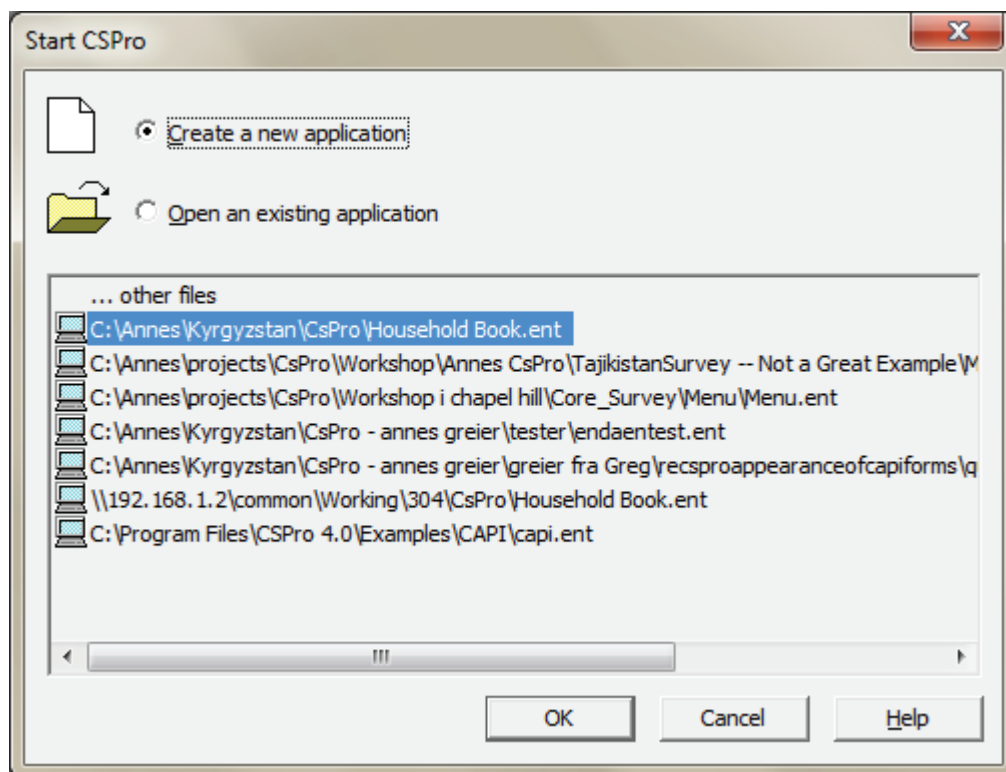 Start CSPro
Create a new application
Open an existing application
... other files
C:\Annes\Kyrgyzstan\CsPro\Household Book.ent
C:\Annes\projects\CsPro\Workshop\Annes CsPro\TajikistanSurvey -- Not a Great Example\M
C:\Annes\projects\CsPro\Workshop i chapel hill\Core_Survey\Menu\Menu.ent
C:\Annes\Kyrgyzstan\CsPro - annes greier\tester\endaentest.ent
C:\Annes\Kyrgyzstan\CsPro - annes greier\greier fra Greg\recsproappearanceofcapiforms\q
\\192.168.1.2\common\Working\304\CsPro\Household Book.ent
C:\Program Files\CSPro 4.0\Examples\CAPI\capi.ent
OK Cancel Help